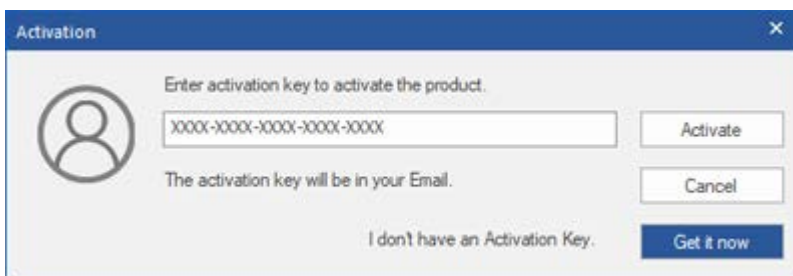 Activation
Enter activation key to activate the product.
XXXX-XXXX-XXXX-XXXX-XXXX
Activate
The activation key will be in your Email.
Cancel
I don't have an Activation Key.
Get it now